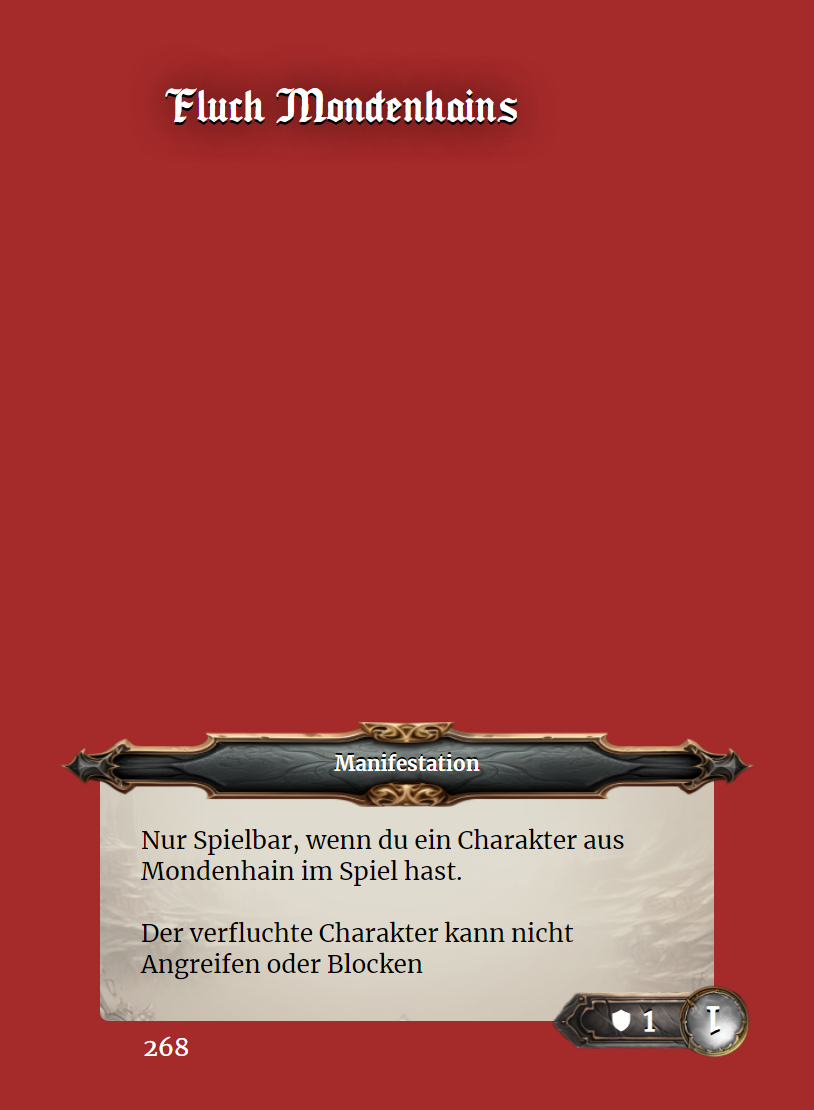 Fluch Mondenhains
Manifestation
Nur Spielbar, wenn du ein Charakter aus
Mondenhain im Spiel hast.
Der verfluchte Charakter kann nicht
Angreifen oder Blocken
1
268